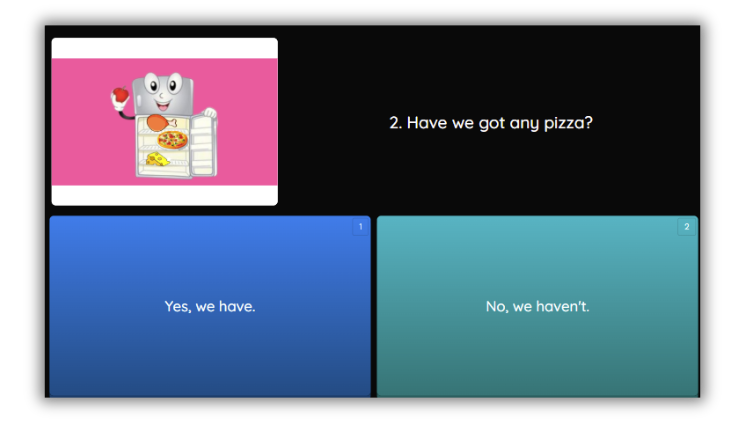 2. Have we got any pizza?
1
Yes, we have.
2
No, we haven't.